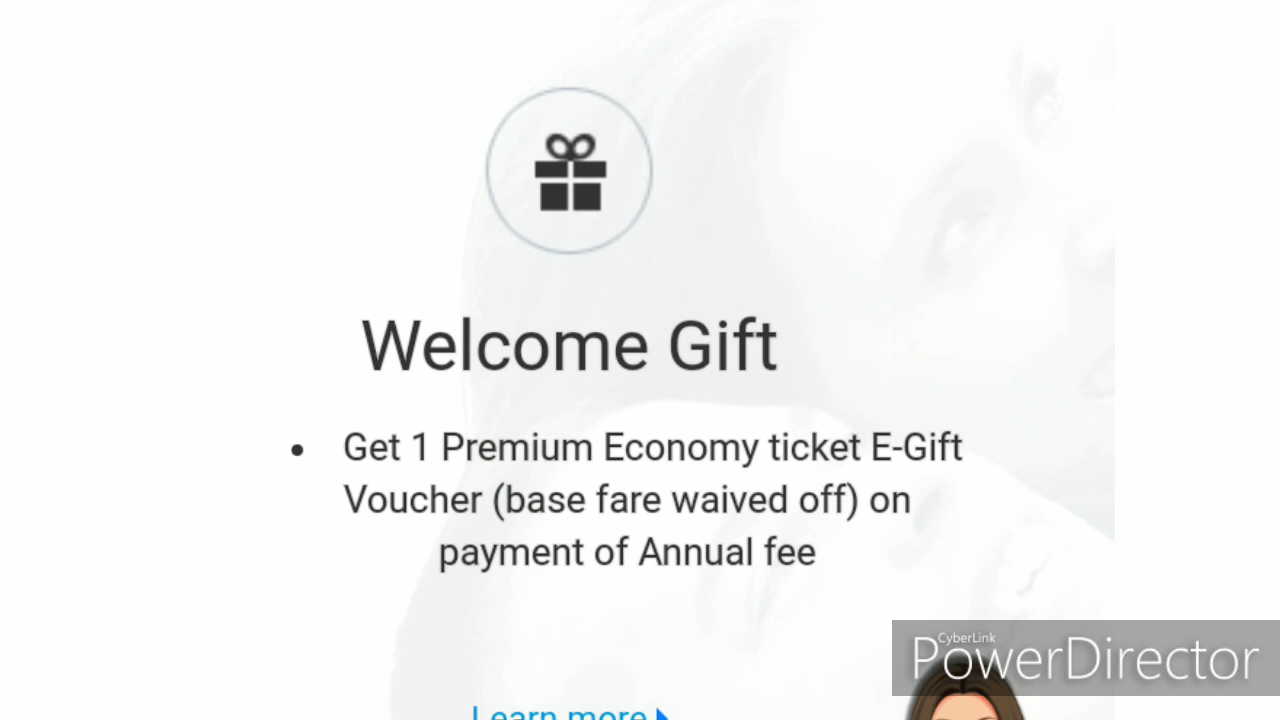 Welcome Gift
• Get 1 Premium Economy ticket E-Gift
Voucher (base fare waived off) on
payment of Annual fee
CyberLink
PowerDirector
Learn more